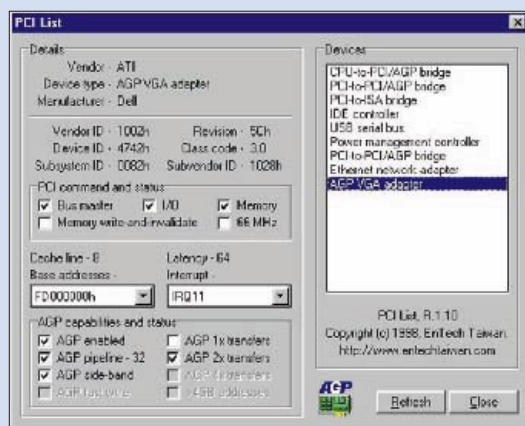 PCI List
Details
Vendor - ATI
Device type - AGP VGA adapter
Manufacturer - Dell
Vendor ID - 1002h
Revision - 5Ch
Device ID - 4742h
Class code - 3.0
Subsystem ID - 0082h
Subvendor ID - 1028h
PCI command and status
Bus master
I/O
Memory
Memory write-and-invalidate
66 MHz
Cache line - 8
Latency - 64
Base addresses -
Interrupt -
FD000000h
IRQ11
AGP capabilities and status
AGP enabled
AGP 1x transfers
AGP pipeline - 32
AGP 2x transfers
AGP side-band
AGP 4x transfers
AGP fast write
>4GB addresses
Devices
CPU-to-PCI/AGP bridge
PCI-to-PCI/AGP bridge
PCI-to-ISA bridge
IDE controller
USB serial bus
Power management controller
PCI-to-PCI/AGP bridge
Ethernet network adapter
AGP VGA adapter
PCI List, R.1.10
Copyright (c) 1998, EnTech Taiwan
http://www.entechtaiwan.com
AGP
Refresh
Close